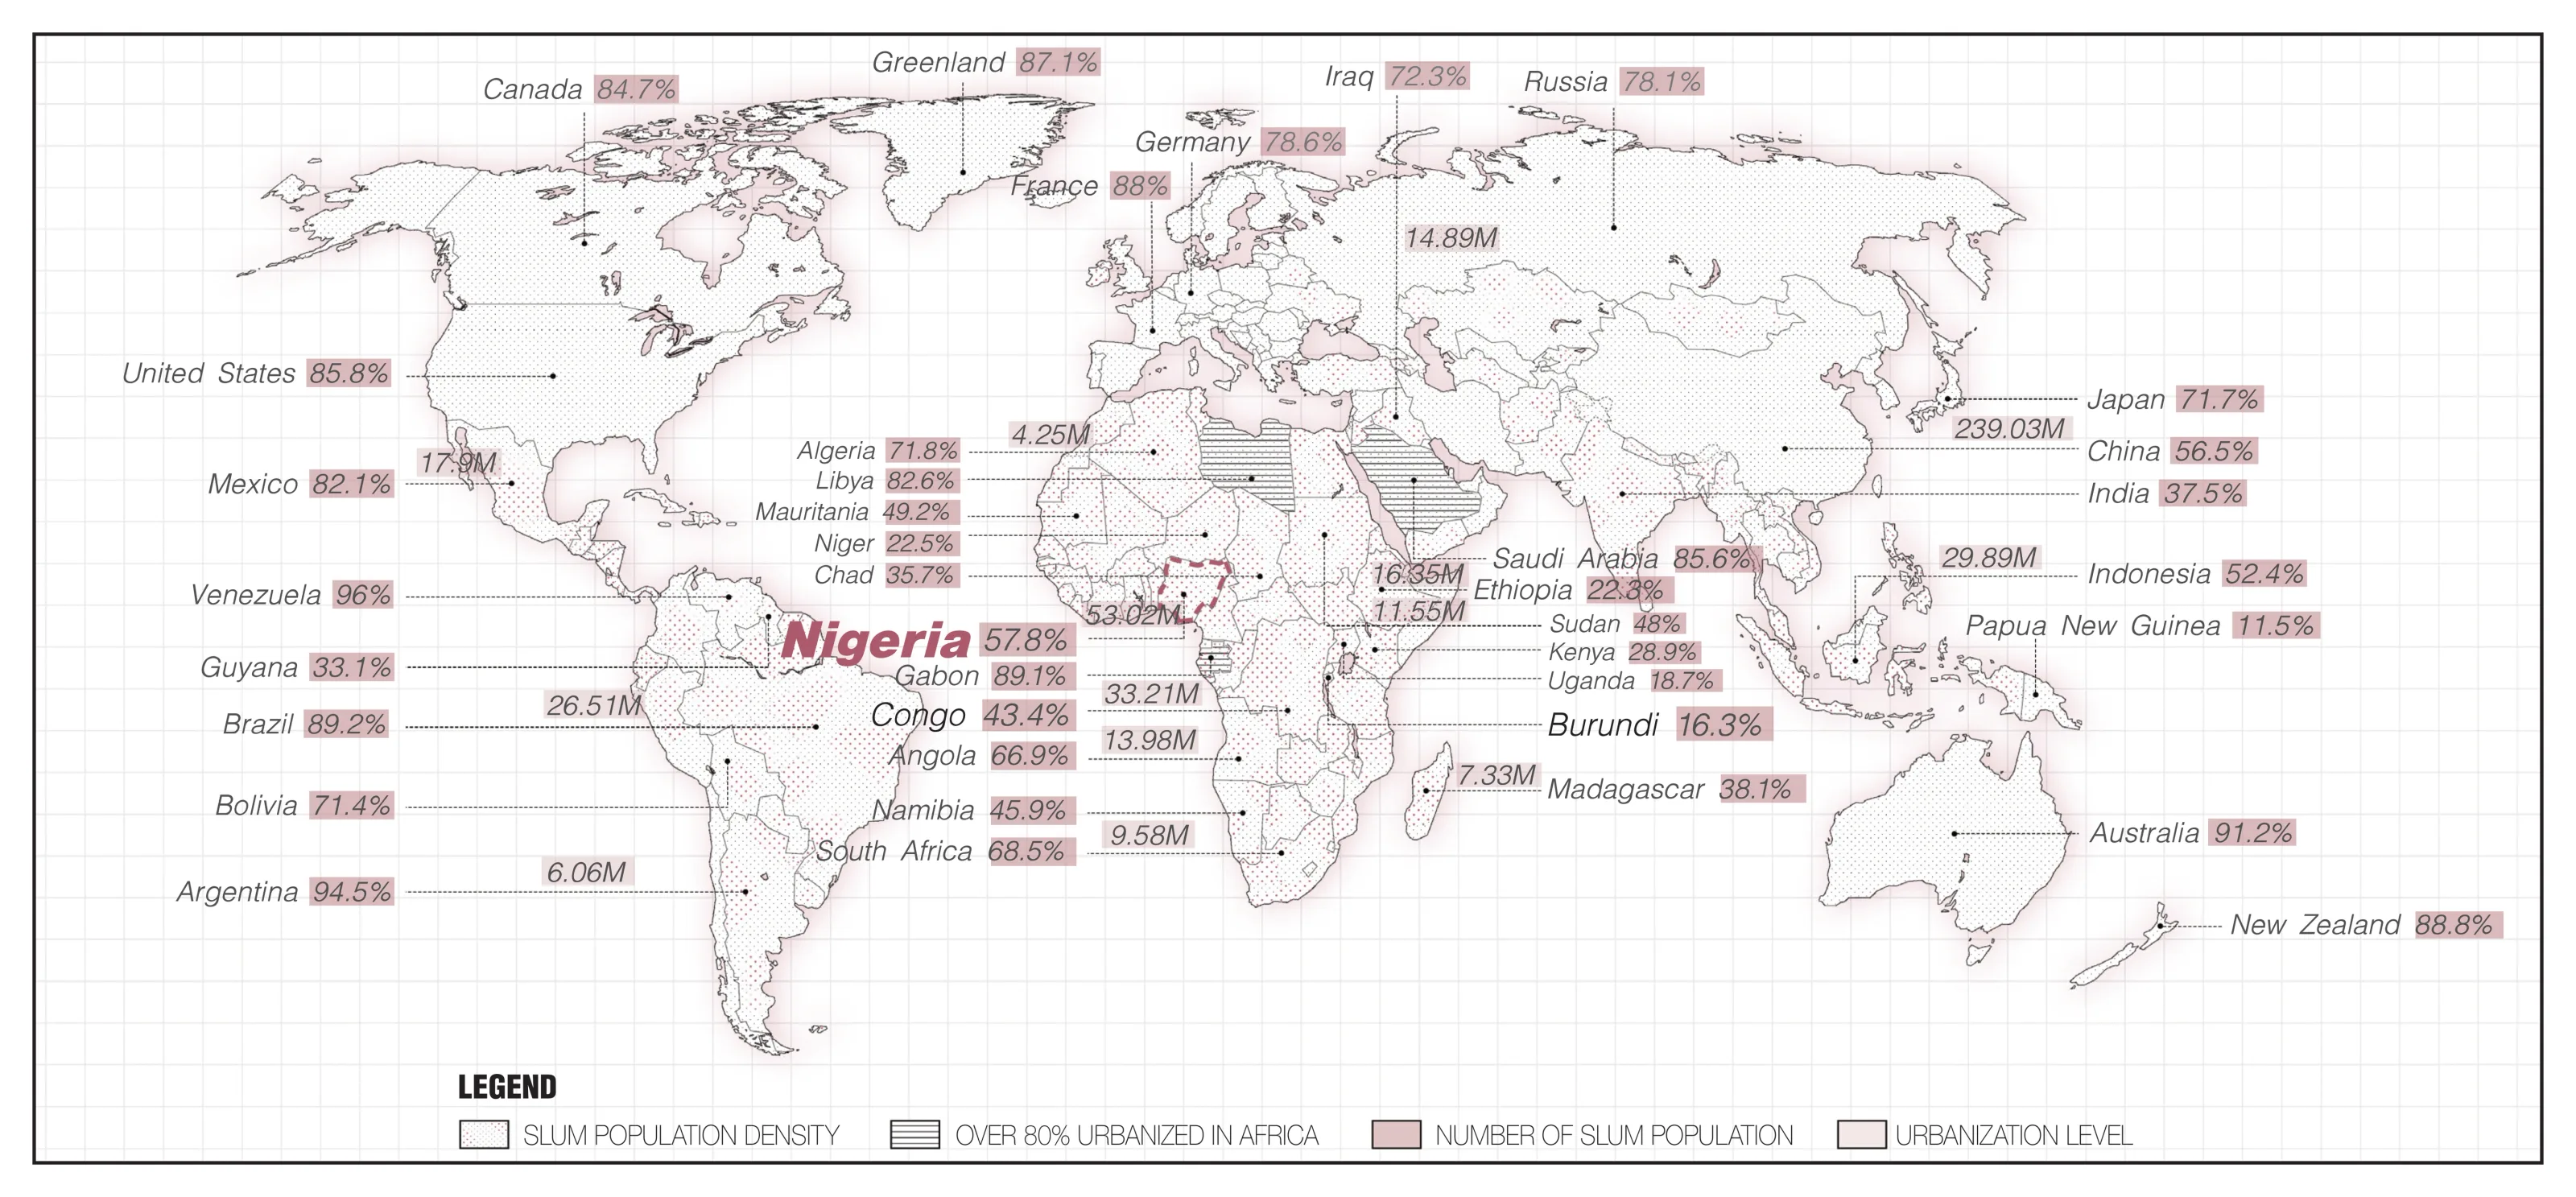 Greenland 87.1%
Canada 84.7%
Iraq 72.3%
Russia 78.1%
Germany 78.6%
France 88%
14.89M
United States 85.8%
Japan 71.7%
239.03M
China 56.5%
4.25M
Algeria 71.8%
17.9M
Libya 82.6%
Mexico 82.1%
India 37.5%
Mauritania 49.2%
Niger 22.5%
Chad 35.7%
Saudi Arabia 85.6%
29.89M
16.35M
Indonesia 52.4%
Ethiopia 22.3%
Venezuela 96%
53.02M
11.55M
Sudan 48%
Papua New Guinea 11.5%
Nigeria 57.8%
Kenya 28.9%
Guyana 33.1%
Gabon 89.1%
Uganda 18.7%
33.21M
26.51M
Congo 43.4%
Brazil 89.2%
Burundi 16.3%
13.98M
Angola 66.9%
7.33M
Madagascar 38.1%
Bolivia 71.4%
Namibia 45.9%
9.58M
Australia 91.2%
South Africa 68.5%
6.06M
Argentina 94.5%
New Zealand 88.8%
LEGEND
SLUM POPULATION DENSITY
OVER 80% URBANIZED IN AFRICA
NUMBER OF SLUM POPULATION
URBANIZATION LEVEL